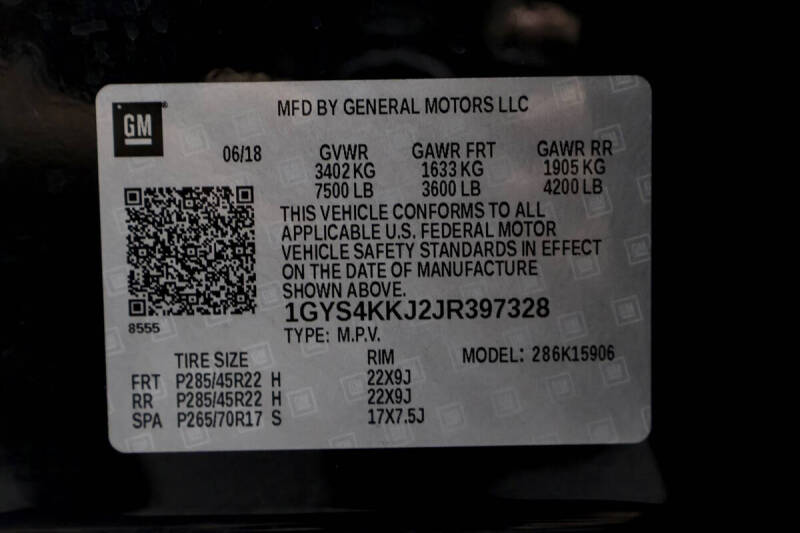 MFD BY GENERAL MOTORS LLC
GM
06/18 GVWR GAWR FRT GAWR RR
3402 KG 1633 KG 1905 KG
7500 LB 3600 LB 4200 LB
THIS VEHICLE CONFORMS TO ALL
APPLICABLE U.S. FEDERAL MOTOR
VEHICLE SAFETY STANDARDS IN EFFECT
ON THE DATE OF MANUFACTURE
SHOWN ABOVE.
8555
1GYS4KKJ2JR397328
TYPE: M.P.V.
TIRE SIZE RIM MODEL: 286K15906
FRT P285/45R22 H 22X9J
RR P285/45R22 H 22X9J
SPA P265/70R17 S 17X7.5J